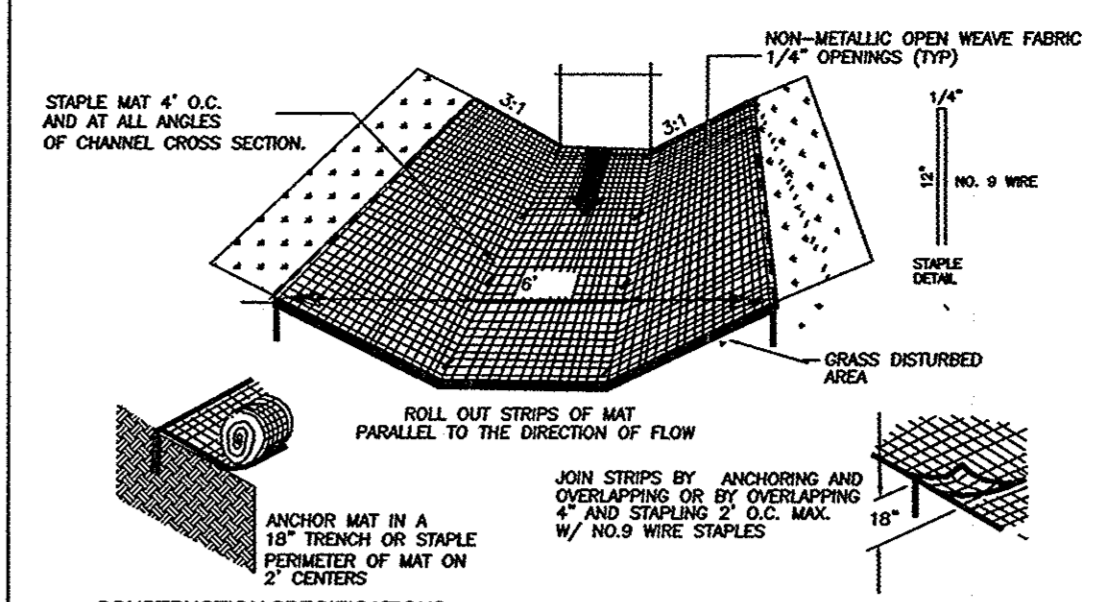 NON-METALLIC OPEN WEAVE FABRIC
1/4" OPENINGS (TYP)
STAPLE MAT 4' O.C.
AND AT ALL ANGLES
OF CHANNEL CROSS SECTION.
3:1
3:1
1/4"
12"
NO. 9 WIRE
STAPLE
DETAIL
6'
GRASS DISTURBED
AREA
ROLL OUT STRIPS OF MAT
PARALLEL TO THE DIRECTION OF FLOW
JOIN STRIPS BY ANCHORING AND
OVERLAPPING OR BY OVERLAPPING
4" AND STAPLING 2' O.C. MAX.
W/ NO.9 WIRE STAPLES
18"
ANCHOR MAT IN A
18" TRENCH OR STAPLE
PERIMETER OF MAT ON
2' CENTERS